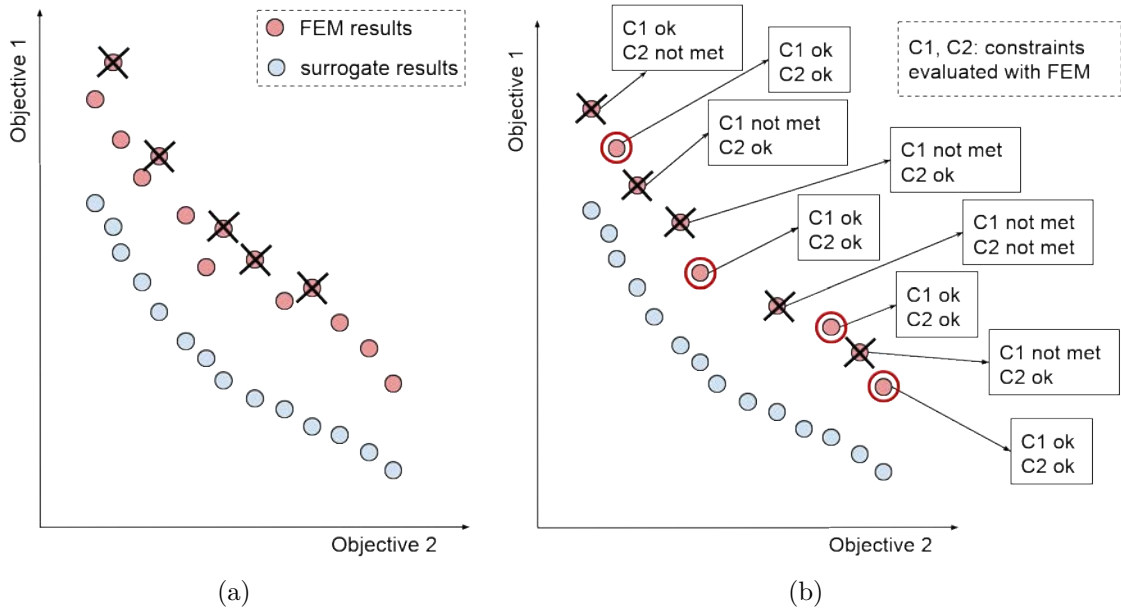 Objective 1
FEM results
surrogate results
Objective 2
(a)
Objective 1
C1 ok
C2 not met
C1 ok
C2 ok
C1, C2: constraints
evaluated with FEM
C1 not met
C2 ok
C1 not met
C2 ok
C1 ok
C2 ok
C1 not met
C2 not met
C1 ok
C2 ok
C1 not met
C2 ok
C1 ok
C2 ok
Objective 2
(b)